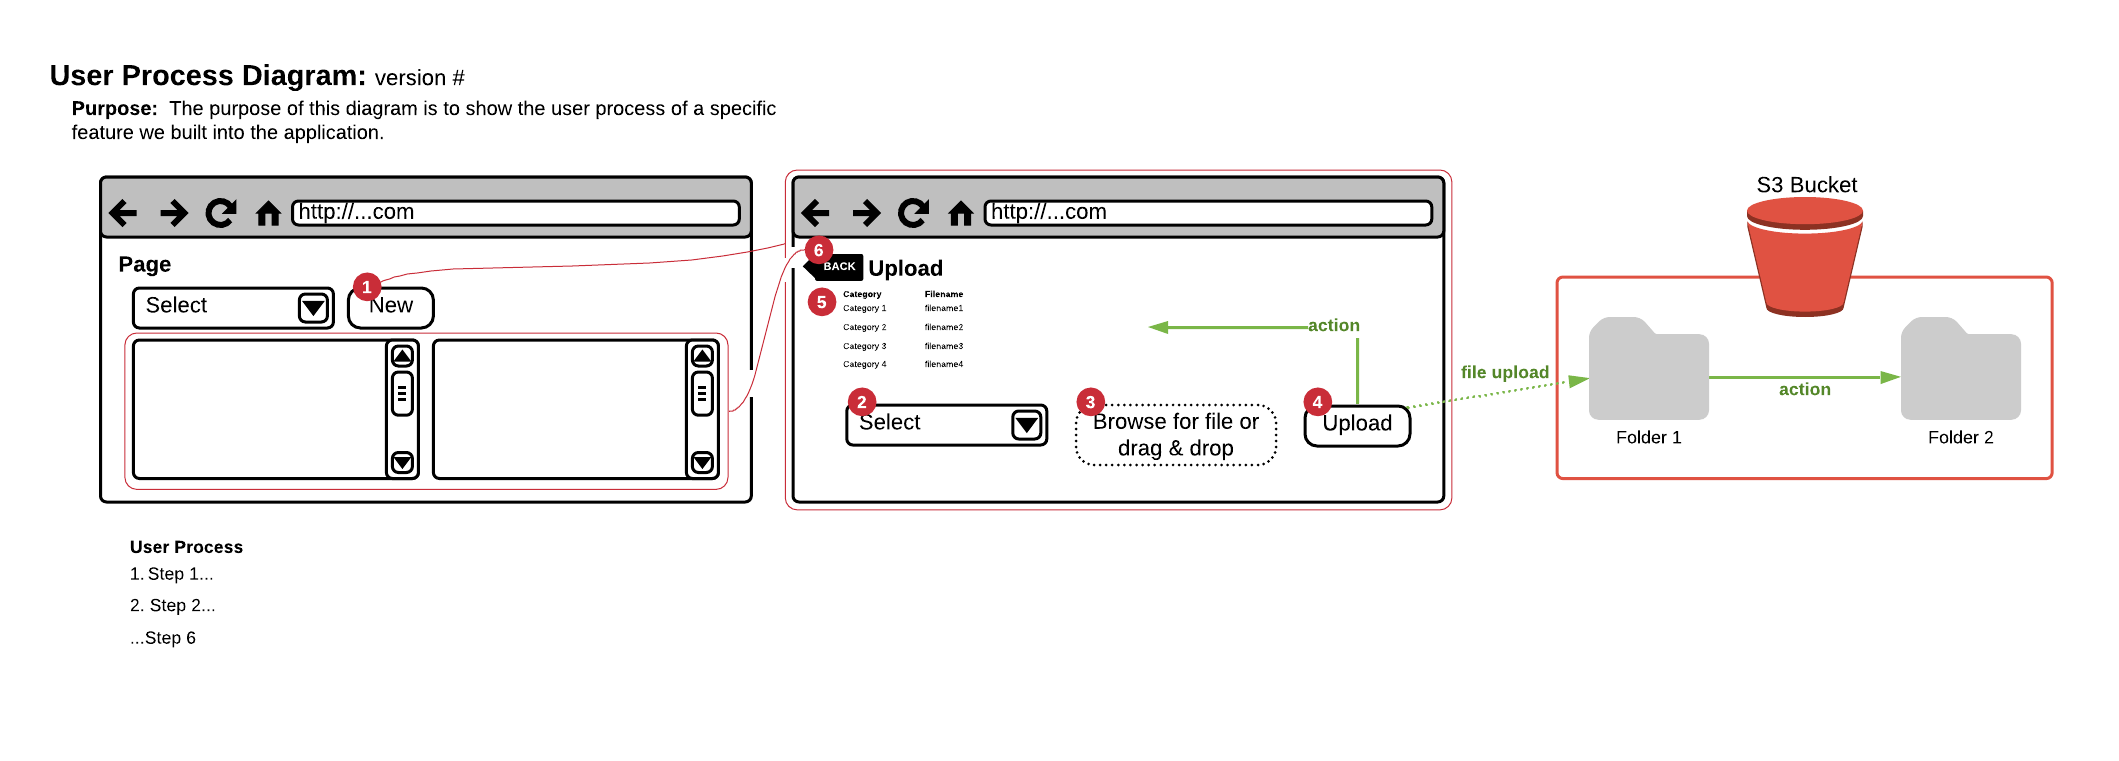 User Process Diagram: version #
Purpose: The purpose of this diagram is to show the user process of a specific
feature we built into the application.
http://...com
Page
Select
1
New
http://...com
6
BACK
Upload
5
Category Filename
Category 1 filename1
Category 2 filename2
Category 3 filename3
Category 4 filename4
action
2
Select
3
Browse for file or
drag & drop
4
Upload
file upload
S3 Bucket
action
Folder 1
Folder 2
User Process
1. Step 1...
2. Step 2...
...Step 6